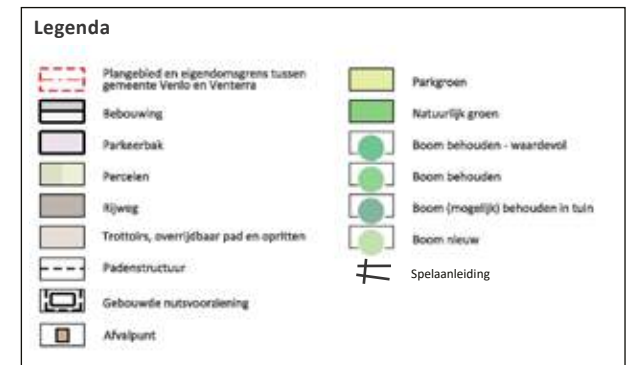 Legenda
Plangebied en eigendomsgrens tussen
gemeente Venlo en Venterra
Bebouwing
Parkeerbak
Percelen
Rijweg
Trottoirs, overrijdbaar pad en opritten
Padenstructuur
Gebouwde nutsvoorziening
Afvalpunt
Parkgroen
Natuurlijk groen
Boom behouden - waardevol
Boom behouden
Boom (mogelijk) behouden in tuin
Boom nieuw
Spelaanleiding